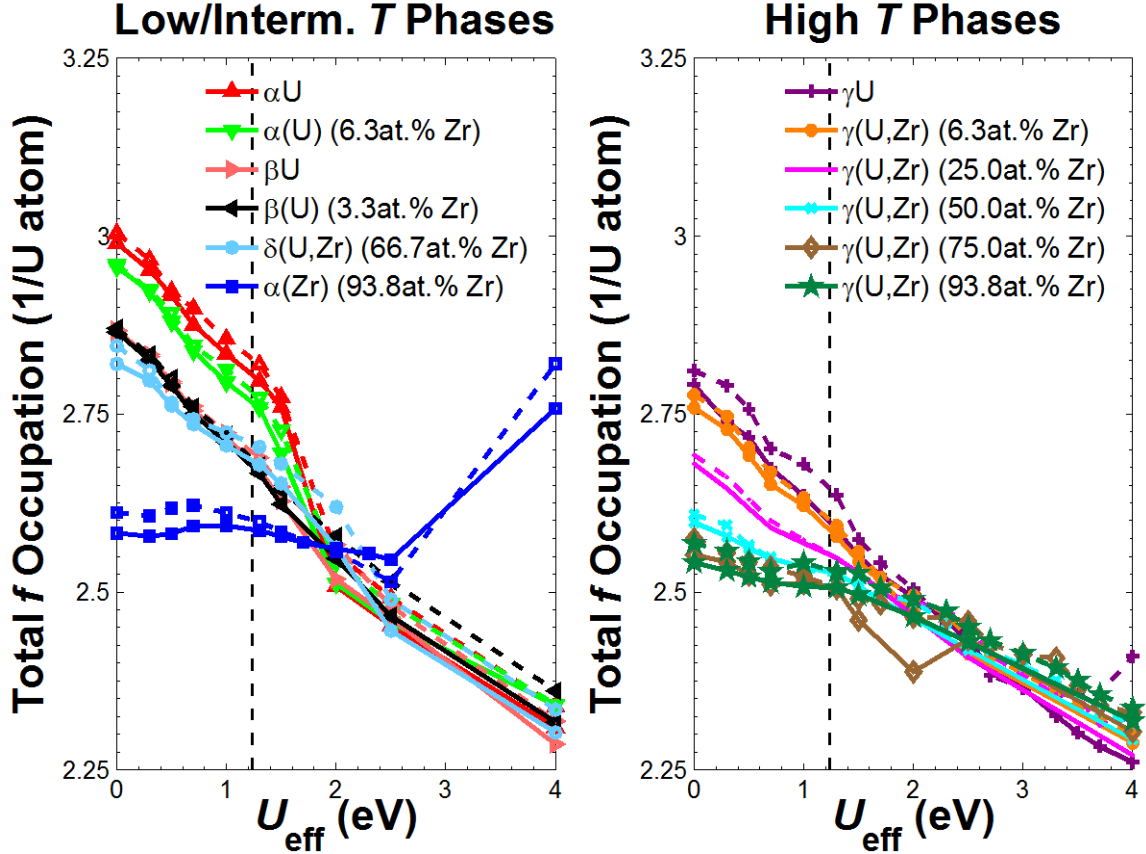 Low/Interm. T Phases
3.25
3
2.75
2.5
2.25
Total f Occupation (1/U atom)
αU
α(U) (6.3at.% Zr)
βU
β(U) (3.3at.% Zr)
δ(U,Zr) (66.7at.% Zr)
α(Zr) (93.8at.% Zr)
0 1 2 3 4
Ueff (eV)
High T Phases
3.25
3
2.75
2.5
2.25
Total f Occupation (1/U atom)
γU
γ(U,Zr) (6.3at.% Zr)
γ(U,Zr) (25.0at.% Zr)
γ(U,Zr) (50.0at.% Zr)
γ(U,Zr) (75.0at.% Zr)
γ(U,Zr) (93.8at.% Zr)
0 1 2 3 4
Ueff (eV)